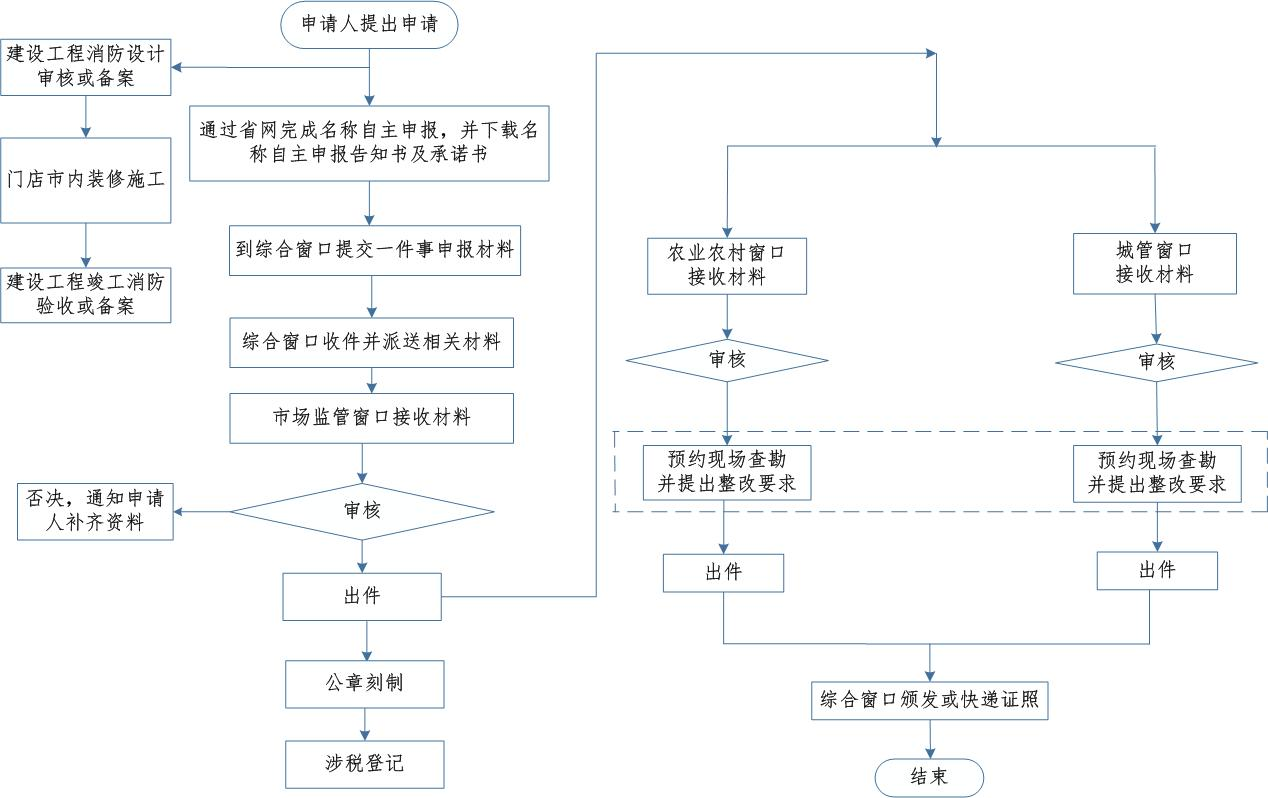 申请人提出申请
建设工程消防设计
审核或备案
门店市内装修施工
建设工程竣工消防
验收或备案
通过省网完成名称自主申报，并下载名
称自主申报告知书及承诺书
到综合窗口提交一件事申报材料
综合窗口收件并派送相关材料
市场监管窗口接收材料
审核
否决，通知申请
人补齐资料
出件
公章刻制
涉税登记
农业农村窗口
接收材料
审核
预约现场查勘
并提出整改要求
出件
城管窗口
接收材料
审核
预约现场查勘
并提出整改要求
出件
综合窗口颁发或快递证照
结束